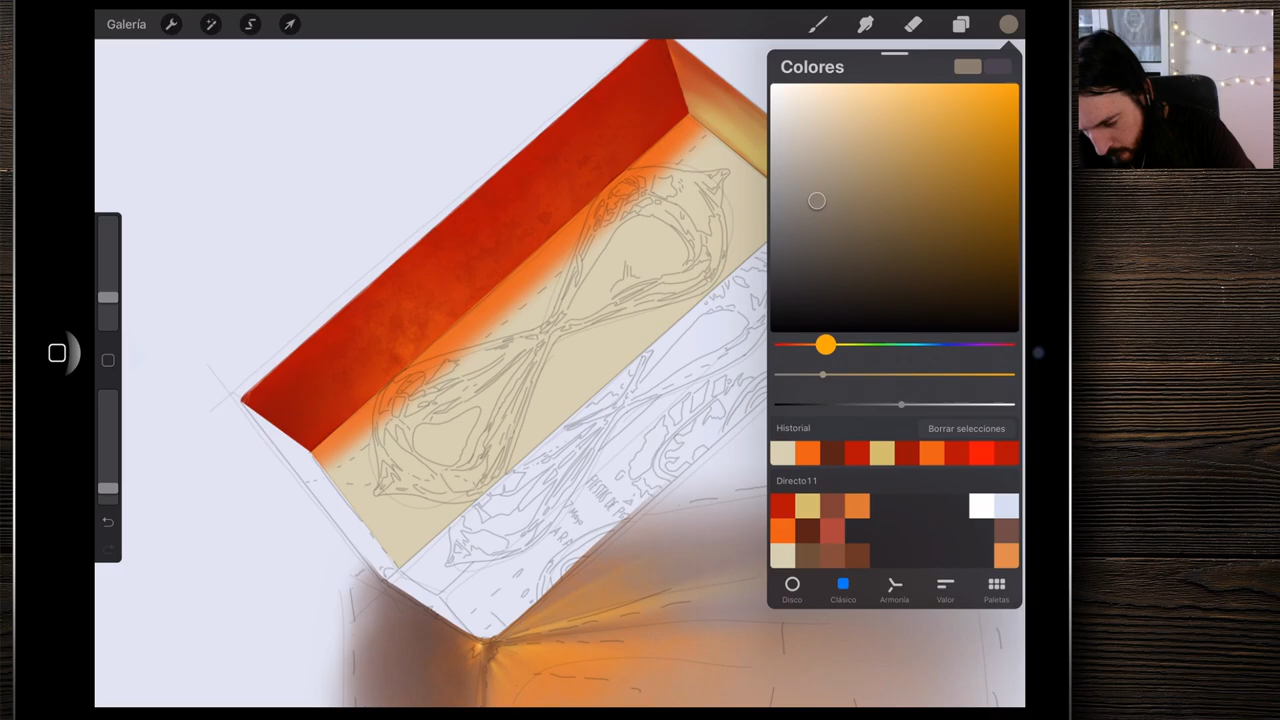 Galería
Colores
Historial
Borrar selecciones
Directo11
Disco
Clásico
Armonía
Valor
Paletas